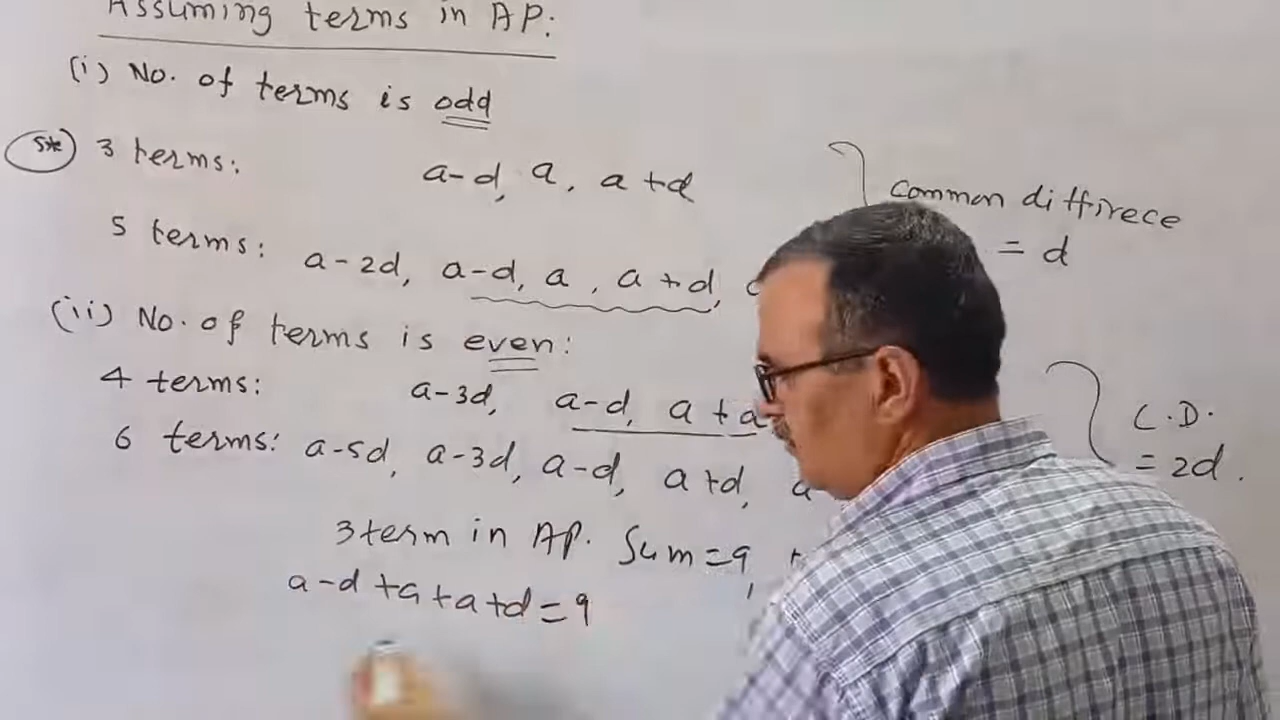 Assuming terms in AP:
(i) No. of terms is odd
5* 3 terms: a-d, a, a+d
Common diffirece
= d
5 terms: a-2d, a-d, a, a+d,
(ii) No. of terms is even:
4 terms: a-3d, a-d, a+
C.D.
= 2d.
6 terms: a-5d, a-3d, a-d, a+d, a
3 term in AP. Sum=9,
a-d+a+a+d=9